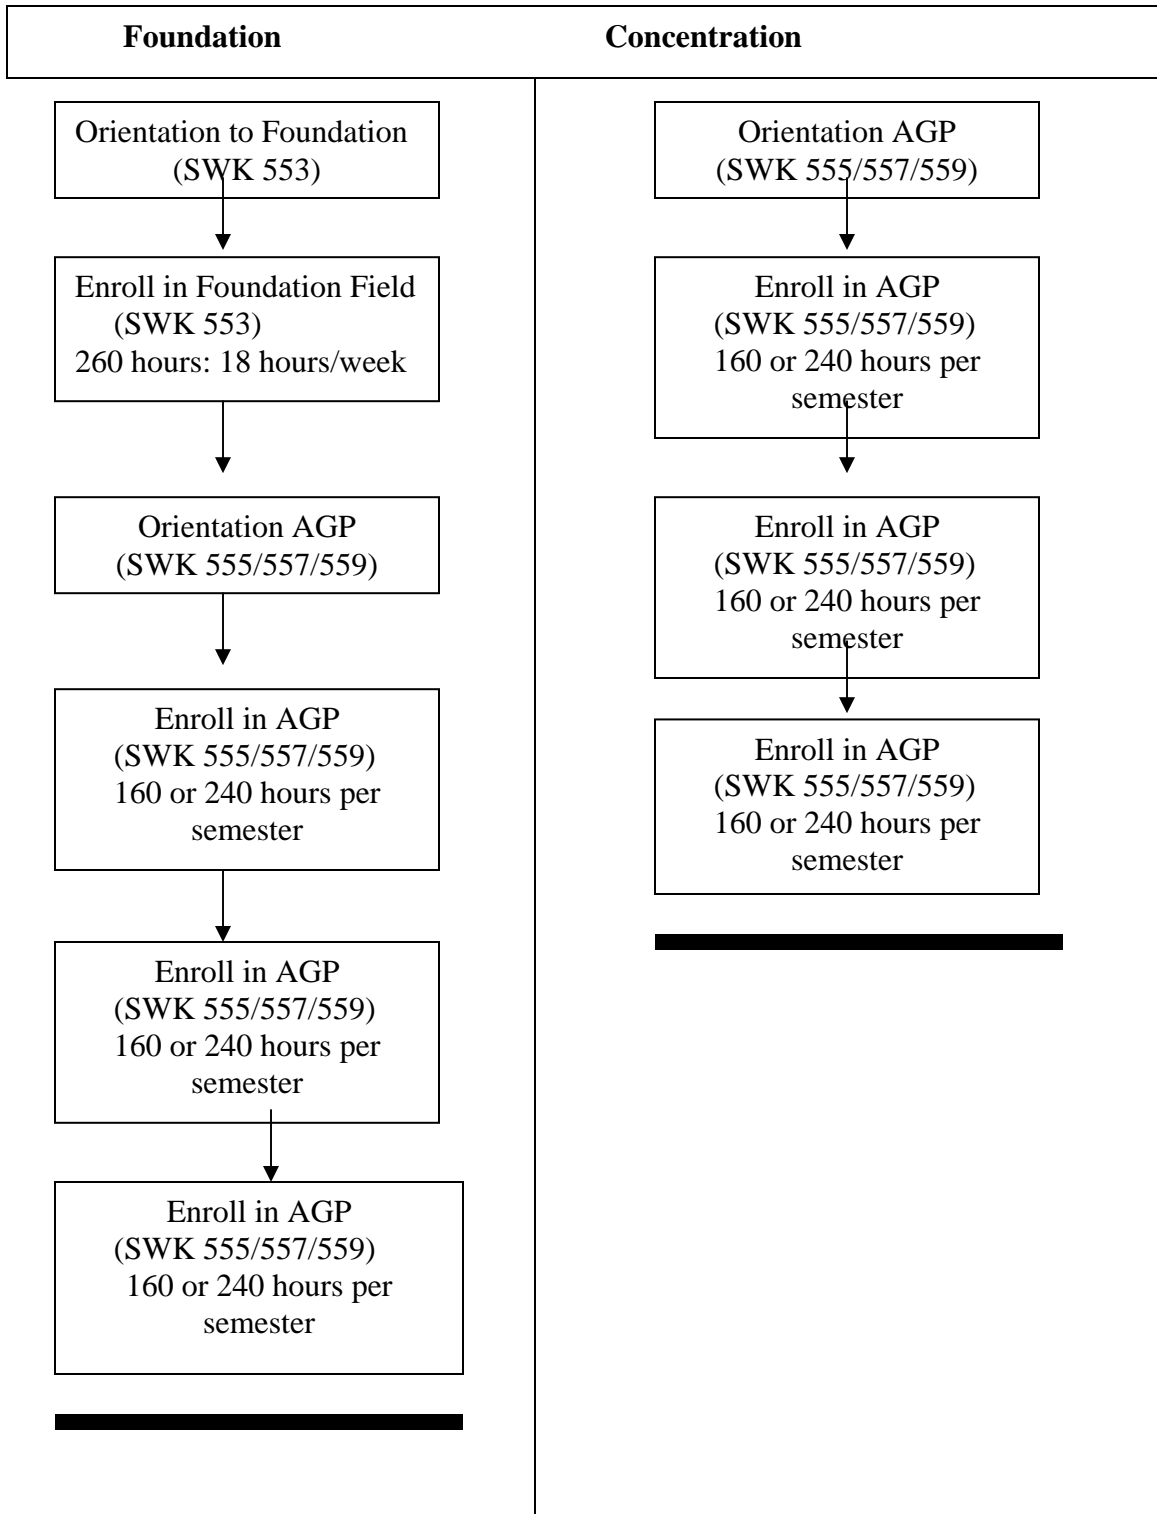 Foundation
Concentration
Orientation to Foundation
(SWK 553)
Enroll in Foundation Field
(SWK 553)
260 hours: 18 hours/week
Orientation AGP
(SWK 555/557/559)
Enroll in AGP
(SWK 555/557/559)
160 or 240 hours per
semester
Enroll in AGP
(SWK 555/557/559)
160 or 240 hours per
semester
Enroll in AGP
(SWK 555/557/559)
160 or 240 hours per
semester
Orientation AGP
(SWK 555/557/559)
Enroll in AGP
(SWK 555/557/559)
160 or 240 hours per
semester
Enroll in AGP
(SWK 555/557/559)
160 or 240 hours per
semester
Enroll in AGP
(SWK 555/557/559)
160 or 240 hours per
semester